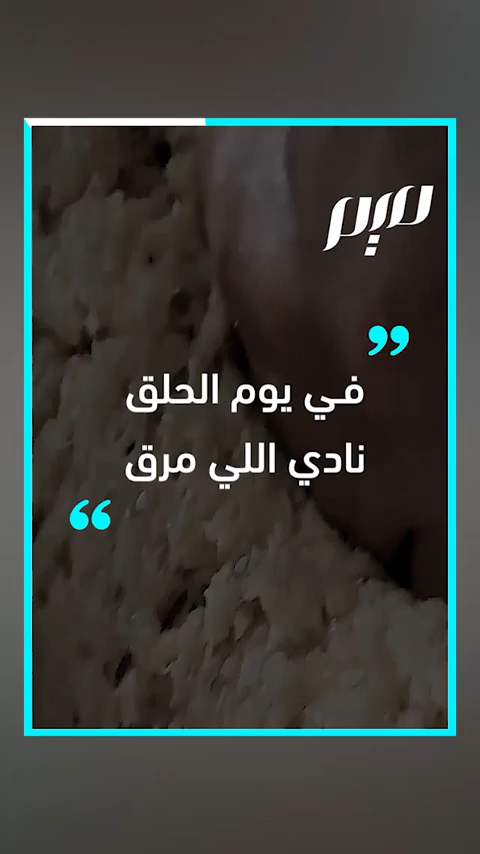 ميم
”
في يوم الحلق
نادي اللي مرق
“